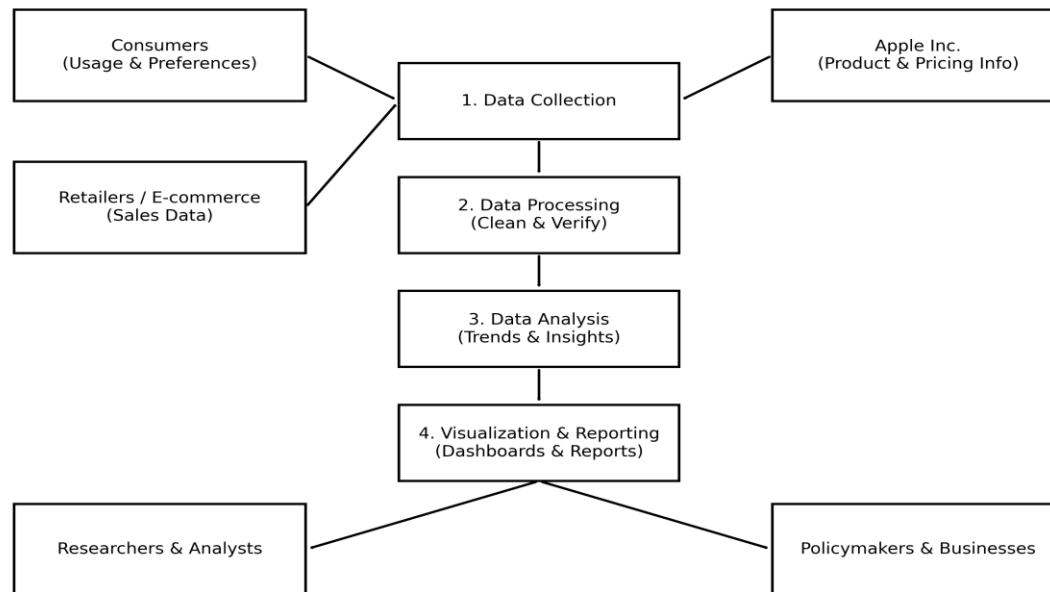 Consumers
(Usage & Preferences)
Apple Inc.
(Product & Pricing Info)
1. Data Collection
Retailers / E-commerce
(Sales Data)
2. Data Processing
(Clean & Verify)
3. Data Analysis
(Trends & Insights)
4. Visualization & Reporting
(Dashboards & Reports)
Researchers & Analysts
Policymakers & Businesses